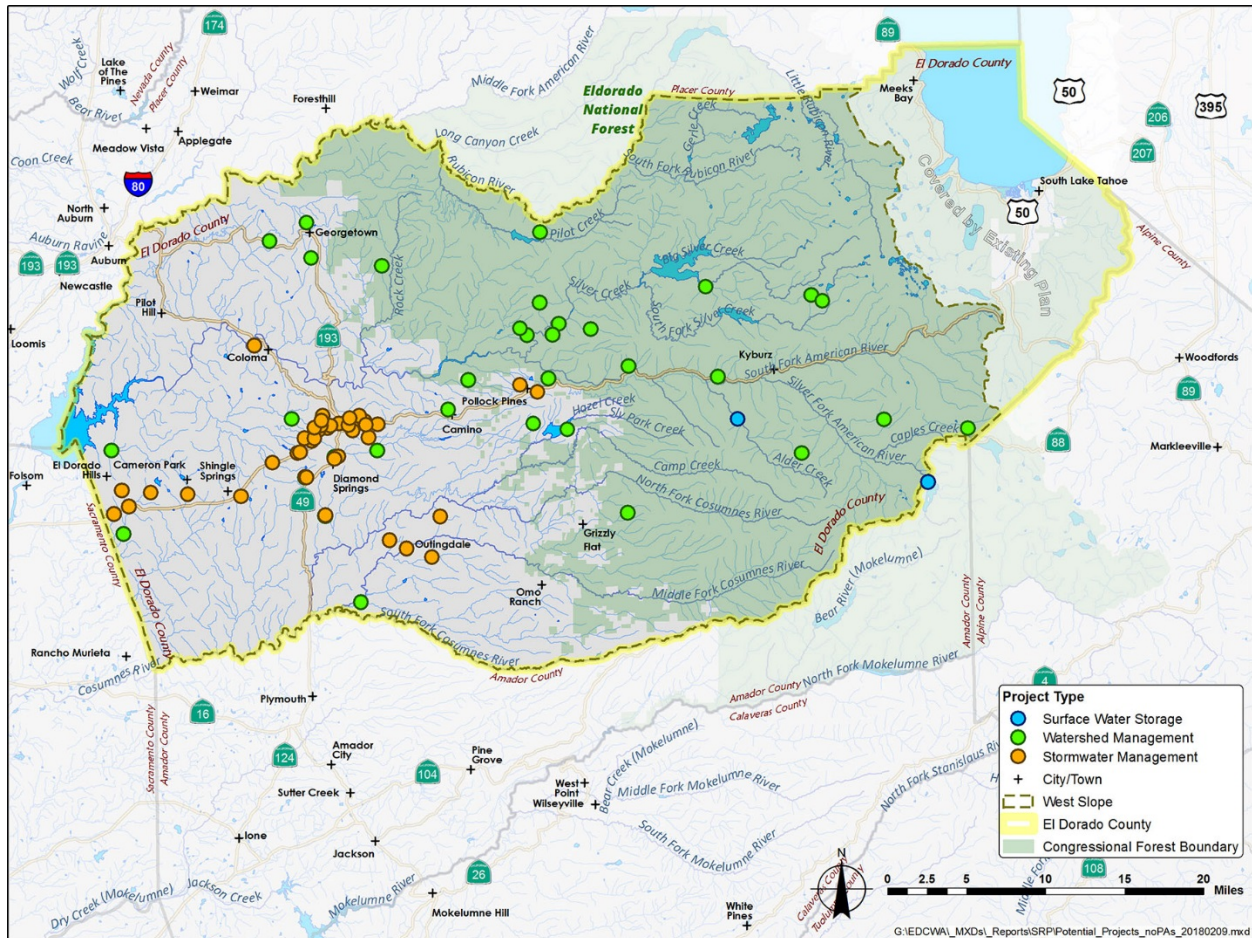 174
89
Wolf Creek
Lake of The Pines
Nevada County
Placer County
Bear River
Weimar
Foresthill
Middle Fork American River
Eldorado
National
Forest
Placer County
Little Rubicon River
El Dorado County
Meeks
Bay
50
395
206
207
Applegate
Meadow Vista
Coon Creek
80
Long Canyon Creek
Rubicon River
Gerle Creek
South Fork Rubicon River
Covered by Existing Plan
South Lake Tahoe
50
Alpine County
North
Auburn
Auburn Ravine
Auburn
193
193
Newcastle
El Dorado County
Georgetown
Pilot Creek
Rock Creek
Big Silver Creek
Silver Creek
South Fork Silver Creek
Pilot
Hill
Loomis
193
Coloma
Kyburz
South Fork American River
Woodfords
89
Pollock Pines
Camino
Hazel Creek
Sly Park Creek
Silver Fork American River
Caples Creek
88
Markleeville
Alder Creek
Camp Creek
North Fork Cosumnes River
El Dorado
Hills
Cameron Park
Shingle
Springs
Diamond
Springs
Folsom
49
Sacramento County
El Dorado County
Outingdale
Grizzly
Flat
El Dorado County
Omo
Ranch
Middle Fork Cosumnes River
Bear River (Mokelumne)
Amador County
Alpine County
South Fork Cosumnes River
Amador County
Rancho Murieta
Cosumnes River
Plymouth
16
Sacramento County
Amador County
North Fork Mokelumne River
Amador County
Calaveras County
4
124
Amador
City
Pine
Grove
104
Sutter Creek
West
Point
Wilseyville
Bear Creek (Mokelumne)
Middle Fork Mokelumne River
South Fork Mokelumne River
North Fork Stanislaus River
Ione
Jackson
26
Jackson Creek
Dry Creek (Mokelumne)
Mokelumne River
Mokelumne Hill
White
Pines
Calaveras County
Tuolumne County
108
Project Type
Surface Water Storage
Watershed Management
Stormwater Management
City/Town
West Slope
El Dorado County
Congressional Forest Boundary
N
0 2.5 5 10 15 20
Miles
G:\EDCWA\_MXDs\_Reports\SRP\Potential_Projects_noPAs_20180209.mxd